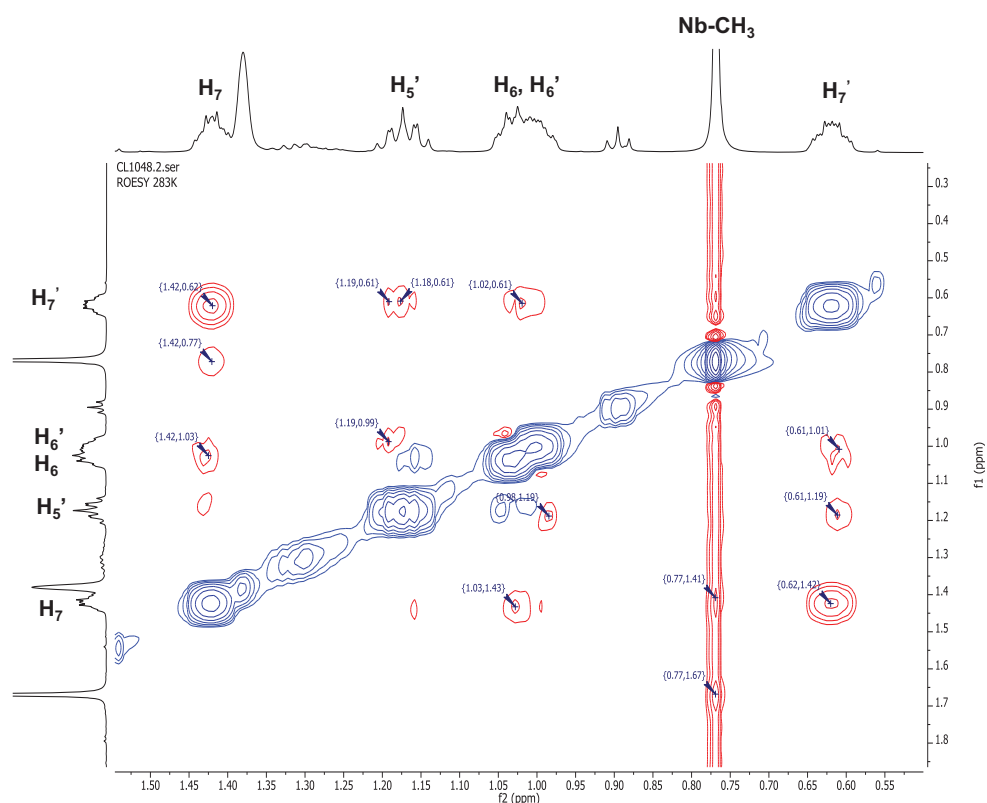 Nb-CH₃
H₇
H₅'
H₆, H₆'
H₇'
CL1048.2.ser
ROESY 283K
H₇'
H₆'
H₆
H₅'
H₇
{1.42,0.62}
{1.19,0.61}
{1.18,0.61}
{1.02,0.61}
{1.42,0.77}
{1.42,1.03}
{1.19,0.99}
{0.61,1.01}
{0.98,1.19}
{0.61,1.19}
{1.03,1.43}
{0.77,1.41}
{0.62,1.42}
{0.77,1.67}
0.3
0.4
0.5
0.6
0.7
0.8
0.9
1.0
1.1
1.2
1.3
1.4
1.5
1.6
1.7
1.8
f1 (ppm)
1.50 1.45 1.40 1.35 1.30 1.25 1.20 1.15 1.10 1.05 1.00 0.95 0.90 0.85 0.80 0.75 0.70 0.65 0.60 0.55
f2 (ppm)